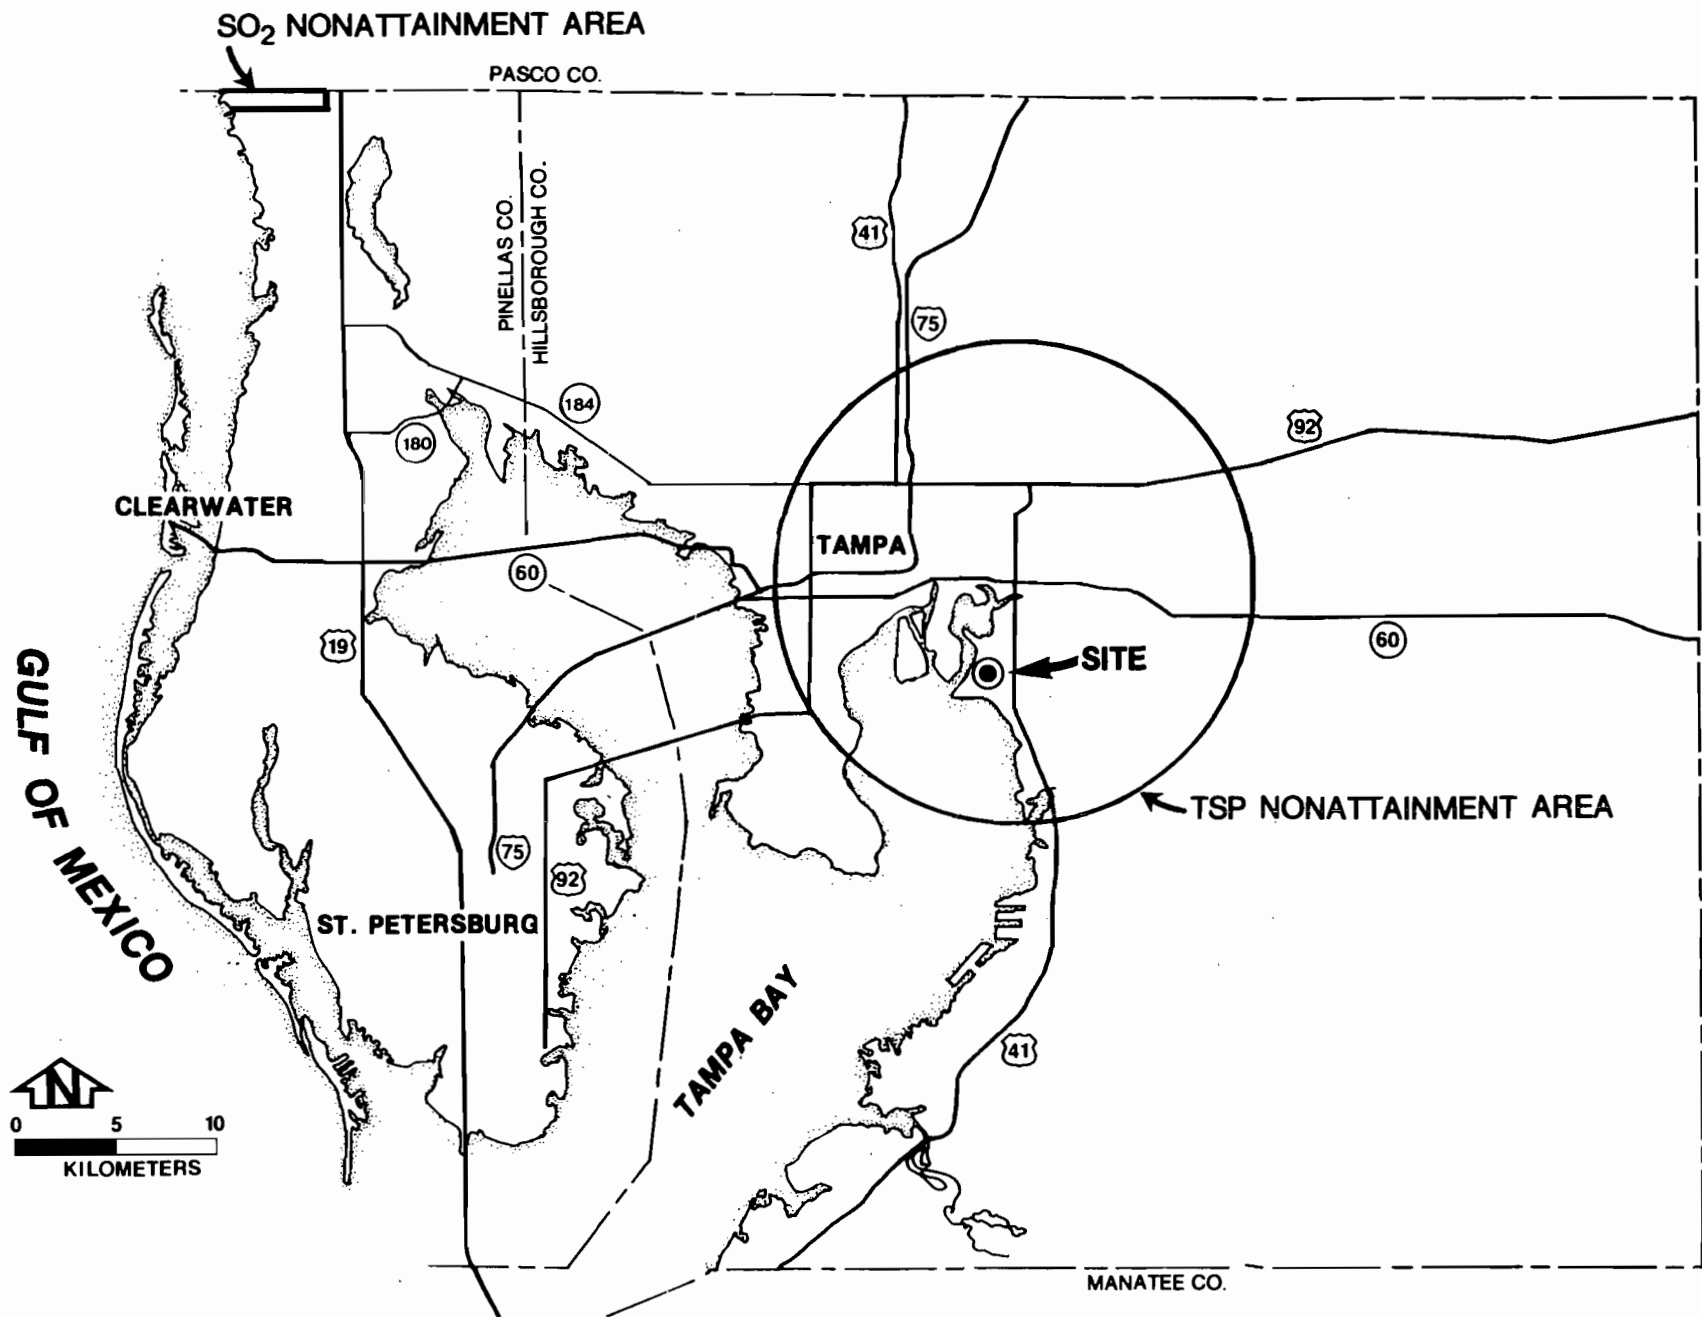 SO2 NONATTAINMENT AREA
PASCO CO.
PINELLAS CO.
HILLSBOROUGH CO.
41
75
184
180
92
CLEARWATER
TAMPA
60
19
60
SITE
GULF OF MEXICO
TSP NONATTAINMENT AREA
75
92
ST. PETERSBURG
TAMPA BAY
41
N
0 5 10
KILOMETERS
MANATEE CO.